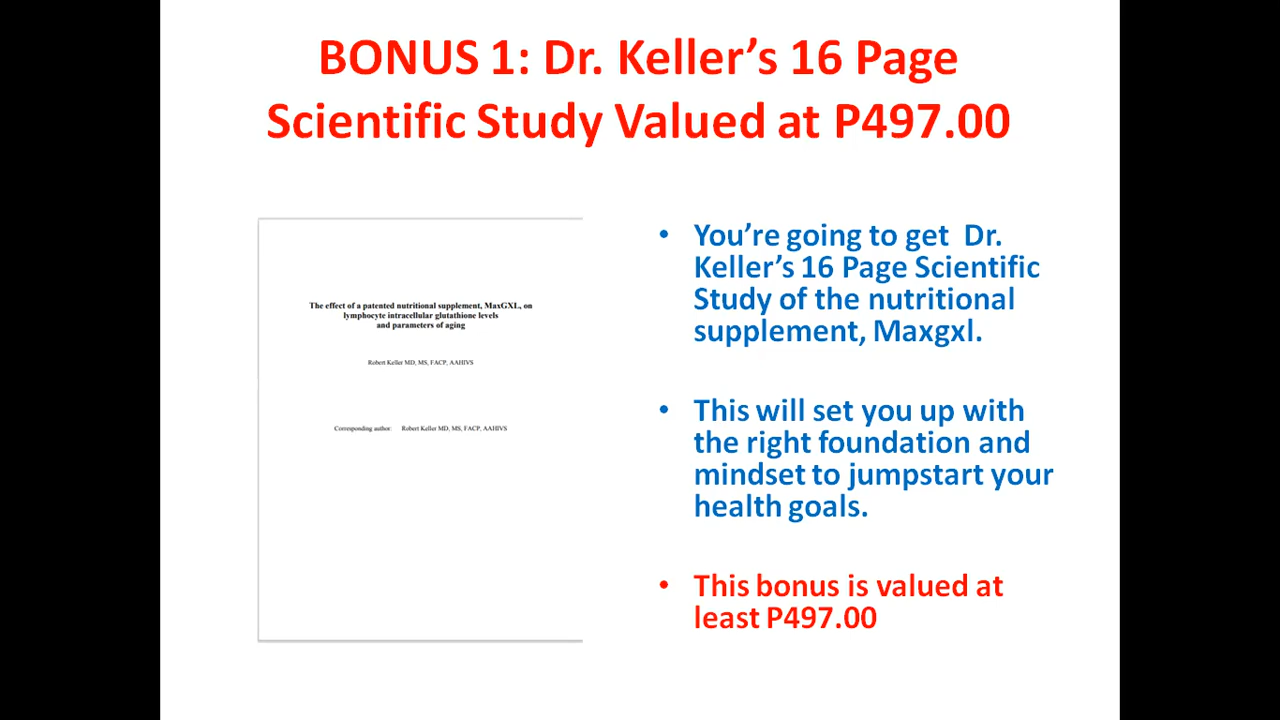 BONUS 1: Dr. Keller's 16 Page
Scientific Study Valued at P497.00
The effect of a patented nutritional supplement, MaxGXL, on
lymphocyte intracellular glutathione levels
and parameters of aging
Robert Keller MD, MS, FACP, AAHIVS
Corresponding author: Robert Keller MD, MS, FACP, AAHIVS
• You're going to get Dr.
Keller's 16 Page Scientific
Study of the nutritional
supplement, Maxgxl.
• This will set you up with
the right foundation and
mindset to jumpstart your
health goals.
• This bonus is valued at
least P497.00